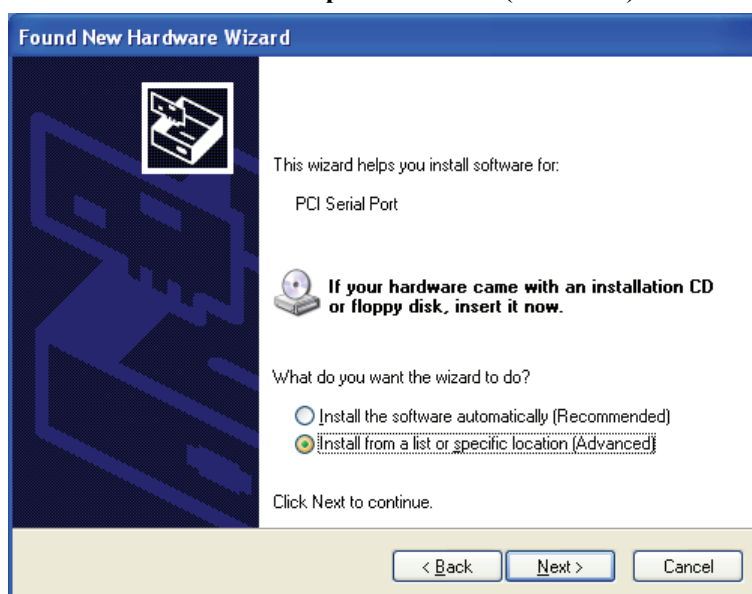 Found New Hardware Wizard
This wizard helps you install software for:
PCI Serial Port
If your hardware came with an installation CD
or floppy disk, insert it now.
What do you want the wizard to do?
Install the software automatically (Recommended)
Install from a list or specific location (Advanced)
Click Next to continue.
< Back Next > Cancel